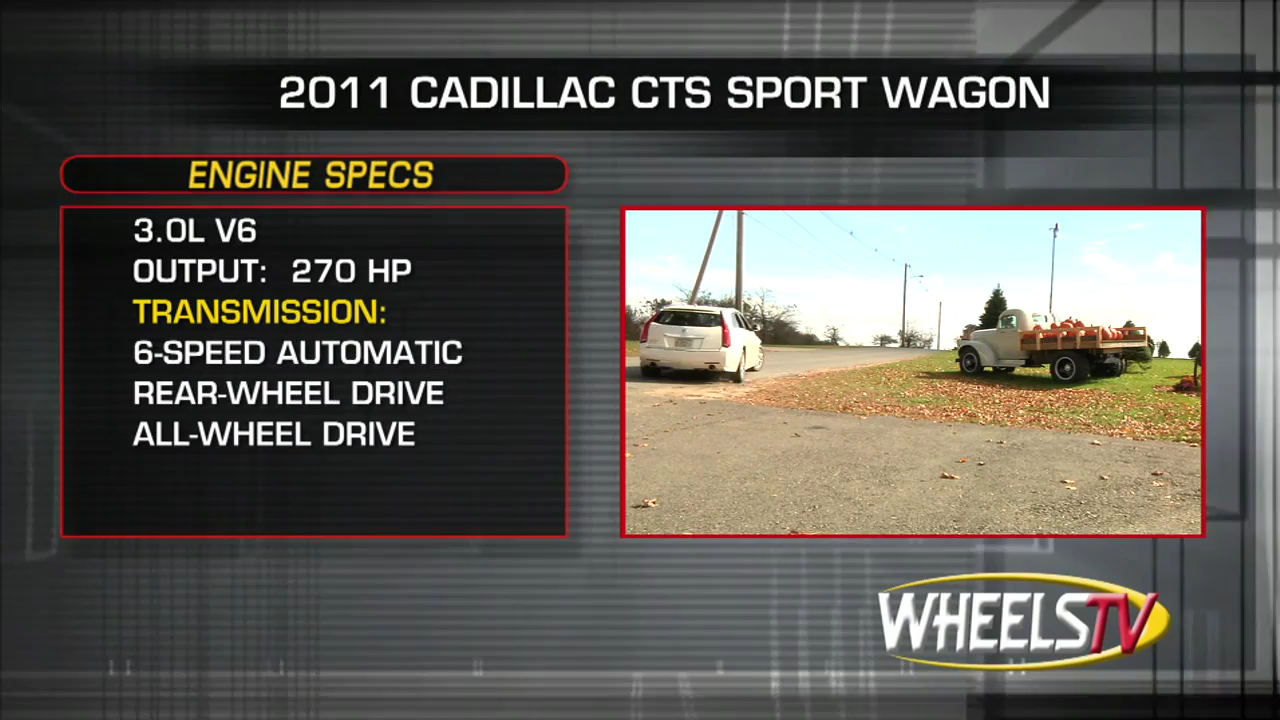 2011 CADILLAC CTS SPORT WAGON
ENGINE SPECS
3.0L V6
OUTPUT: 270 HP
TRANSMISSION:
6-SPEED AUTOMATIC
REAR-WHEEL DRIVE
ALL-WHEEL DRIVE
WHEELSTV